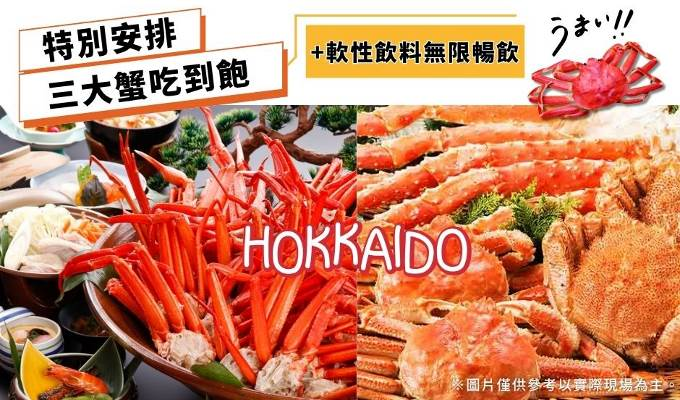 特別安排
三大蟹吃到飽
+軟性飲料無限暢飲
うまい!!
HOKKAIDO
※圖片僅供參考以實際現場為主。